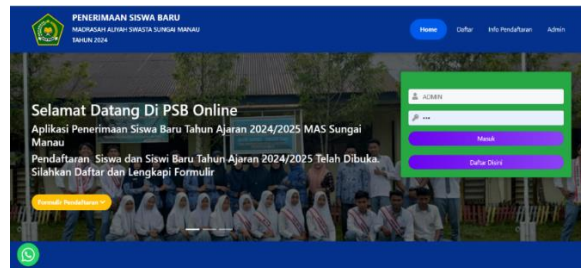 PENERIMAAN SISWA BARU
MADRASAH ALIYAH SWASTA SUNGAI MANAU
TAHUN 2024
Home Daftar Info Pendaftaran Admin
Selamat Datang Di PSB Online
Aplikasi Penerimaan Siswa Baru Tahun Ajaran 2024/2025 MAS Sungai
Manau
Pendaftaran Siswa dan Siswi Baru Tahun Ajaran 2024/2025 Telah Dibuka.
Silahkan Daftar dan Lengkapi Formulir
Formulir Pendaftaran
ADMIN
•••
Masuk
Daftar Disini